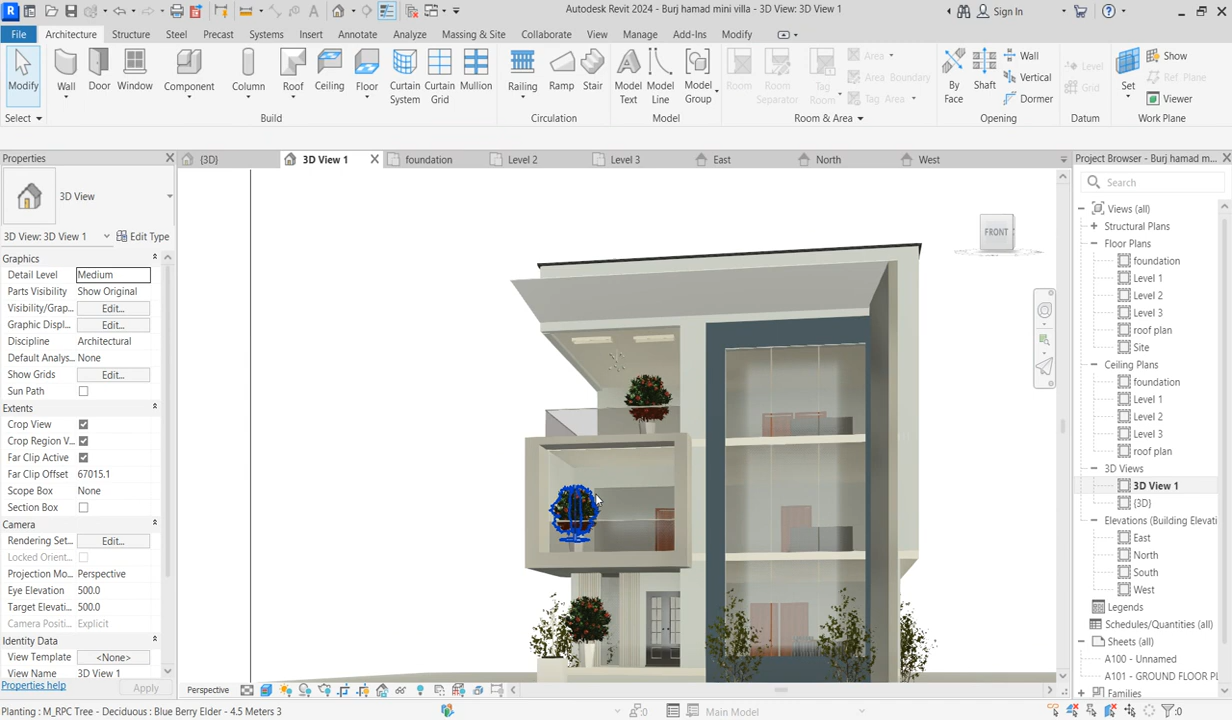 Autodesk Revit 2024 - Burj hamad mini villa - 3D View: 3D View 1
Sign In
File Architecture Structure Steel Precast Systems Insert Annotate Analyze Massing & Site Collaborate View Manage Add-Ins Modify
Modify Wall Door Window Component Column Roof Ceiling Floor Curtain System Curtain Grid Mullion Railing Ramp Stair Model Text Model Line Model Group Room Room Separator Tag Room Area Area Boundary Tag Area By Face Shaft Wall Vertical Dormer Level Grid Set Show Ref Plane Viewer
Select Build Circulation Model Room & Area Opening Datum Work Plane
Properties
{3D} 3D View 1 foundation Level 2 Level 3 East North West
Project Browser - Burj hamad m...
3D View
3D View: 3D View 1 Edit Type
Graphics
Detail Level Medium
Parts Visibility Show Original
Visibility/Grap... Edit...
Graphic Displ... Edit...
Discipline Architectural
Default Analys... None
Show Grids Edit...
Sun Path
Extents
Crop View
Crop Region V...
Far Clip Active
Far Clip Offset 67015.1
Scope Box None
Section Box
Camera
Rendering Set... Edit...
Locked Orient...
Projection Mo... Perspective
Eye Elevation 500.0
Target Elevati... 500.0
Camera Positi... Explicit
Identity Data
View Template <None>
View Name 3D View 1
Properties help Apply
FRONT
Search
Views (all)
Structural Plans
Floor Plans
foundation
Level 1
Level 2
Level 3
roof plan
Site
Ceiling Plans
foundation
Level 1
Level 2
Level 3
roof plan
3D Views
3D View 1
{3D}
Elevations (Building Elevati
East
North
South
West
Legends
Schedules/Quantities (all)
Sheets (all)
A100 - Unnamed
A101 - GROUND FLOOR PL
Families
Perspective
Planting : M_RPC Tree - Deciduous : Blue Berry Elder - 4.5 Meters 3
:0
Main Model
:0